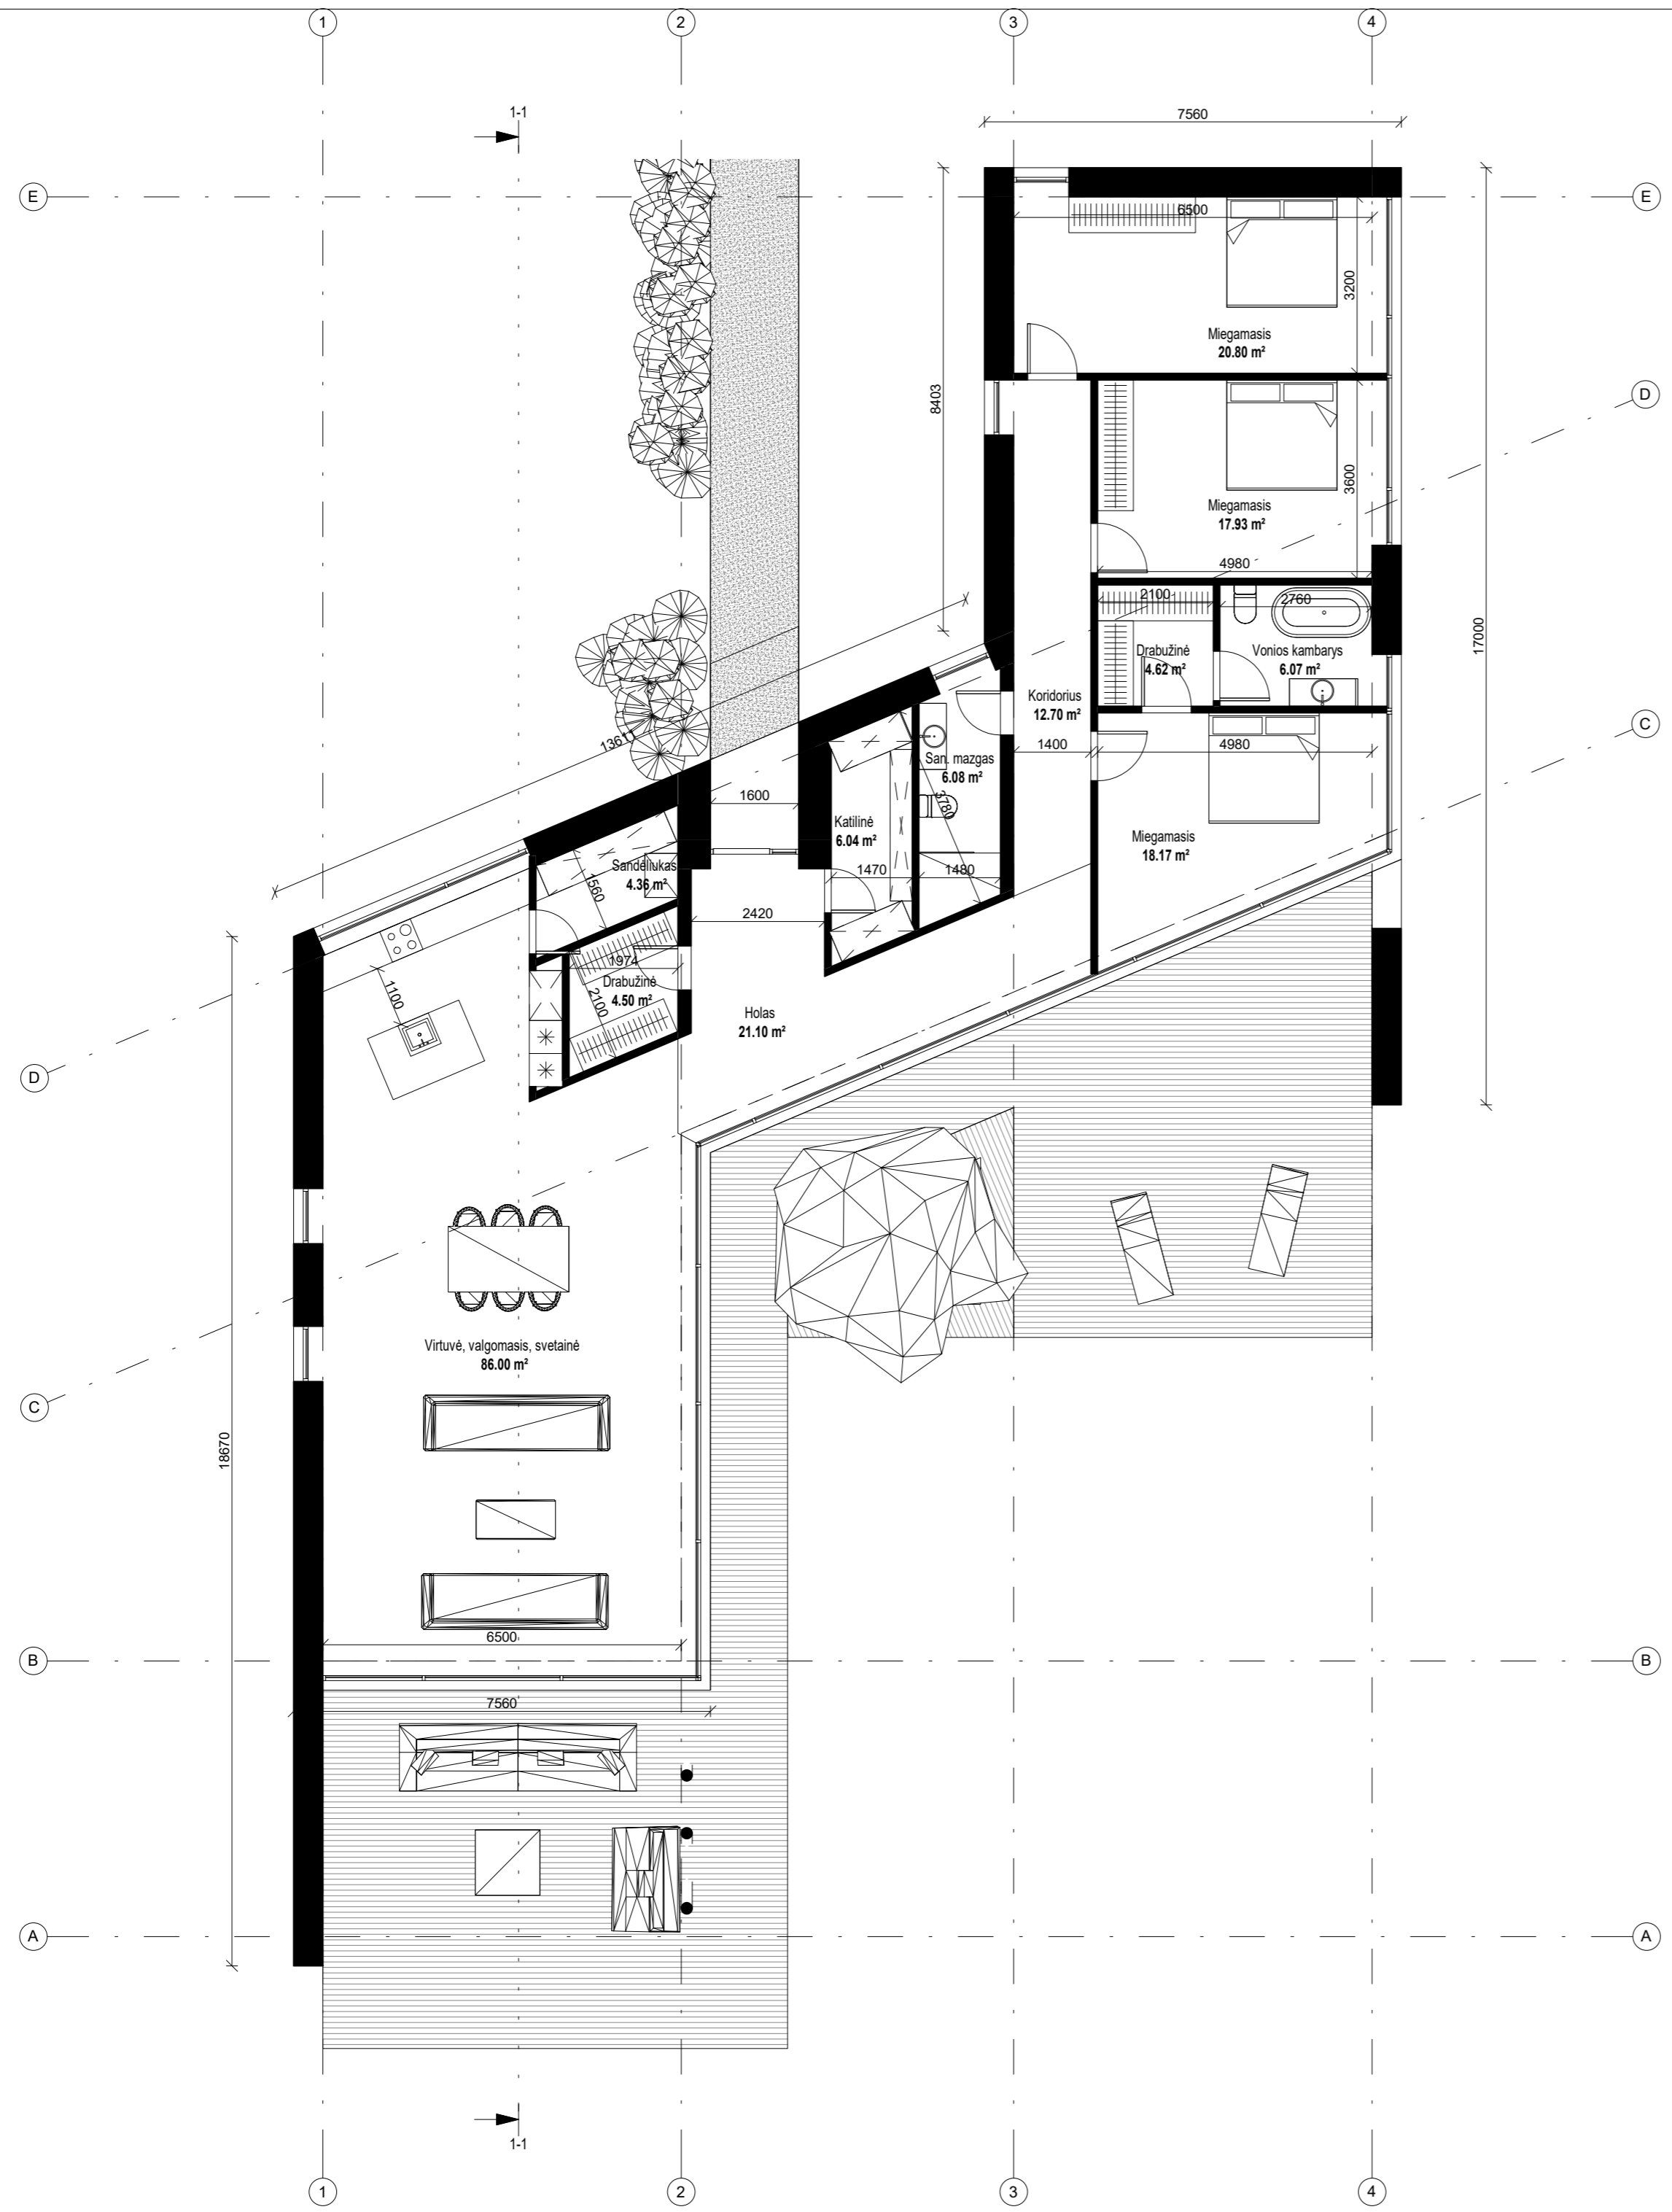 1
2
3
4
1-1
7560
E
E
6500
3200
Miegamasis
20.80 m²
8403
D
3600
Miegamasis
17.93 m²
4980
2100
2760
17000
Drabužinė
4.62 m²
Vonios kambarys
6.07 m²
Koridorius
12.70 m²
C
13611
1400
4980
San. mazgas
6.08 m²
3780
1600
Katilinė
6.04 m²
Miegamasis
18.17 m²
Sandėliukas
4.36 m²
1560
1470
1480
2420
1974
Drabužinė
4.50 m²
2100
1100
Holas
21.10 m²
D
Virtuvė, valgomasis, svetainė
86.00 m²
C
18670
6500
B
B
7560
A
A
1-1
1
2
3
4